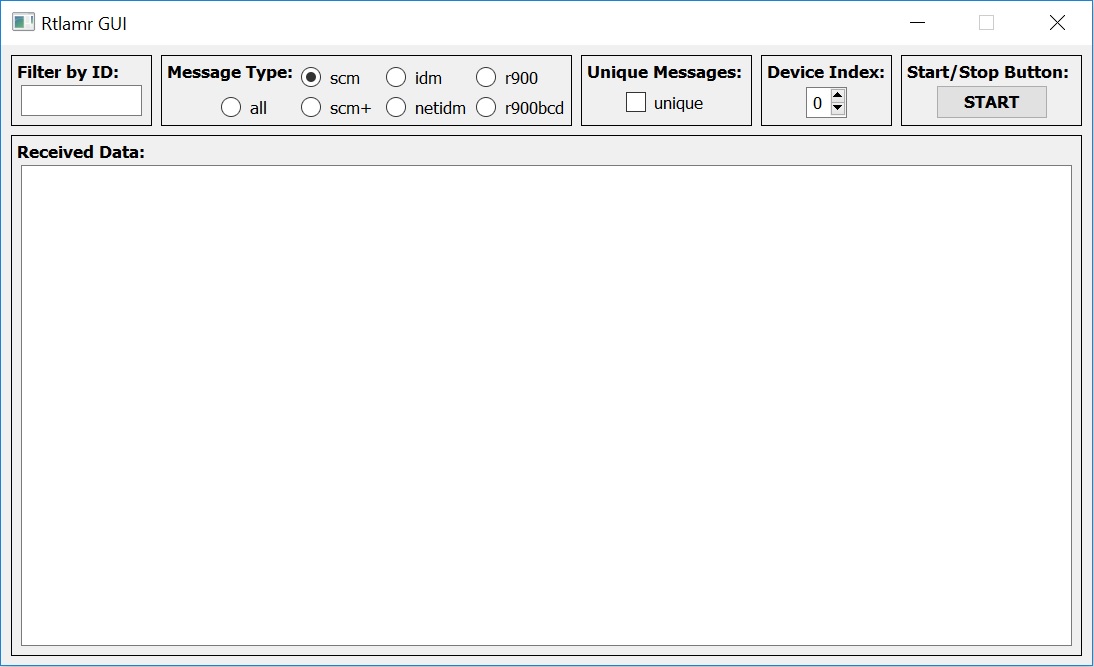 Rtlamr GUI
Filter by ID:
Message Type:
scm
idm
r900
all
scm+
netidm
r900bcd
Unique Messages:
unique
Device Index:
0
Start/Stop Button:
START
Received Data: